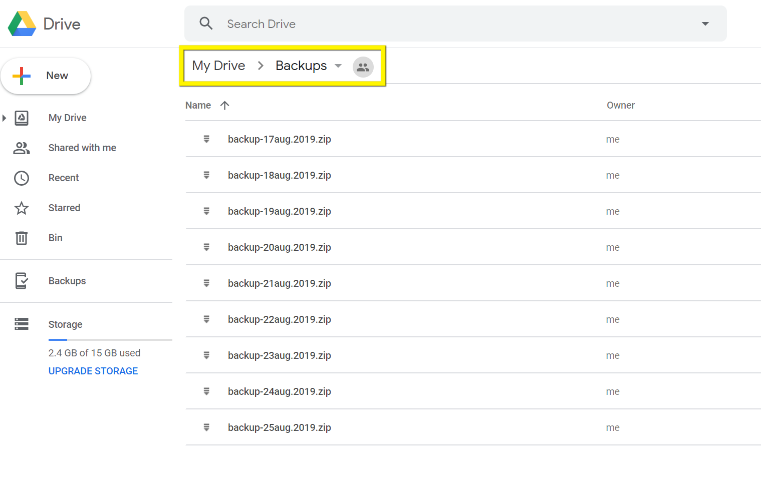 Drive
Search Drive
My Drive > Backups
New
My Drive
Shared with me
Recent
Starred
Bin
Backups
Storage
2.4 GB of 15 GB used
UPGRADE STORAGE
Name Owner
backup-17aug.2019.zip me
backup-18aug.2019.zip me
backup-19aug.2019.zip me
backup-20aug.2019.zip me
backup-21aug.2019.zip me
backup-22aug.2019.zip me
backup-23aug.2019.zip me
backup-24aug.2019.zip me
backup-25aug.2019.zip me